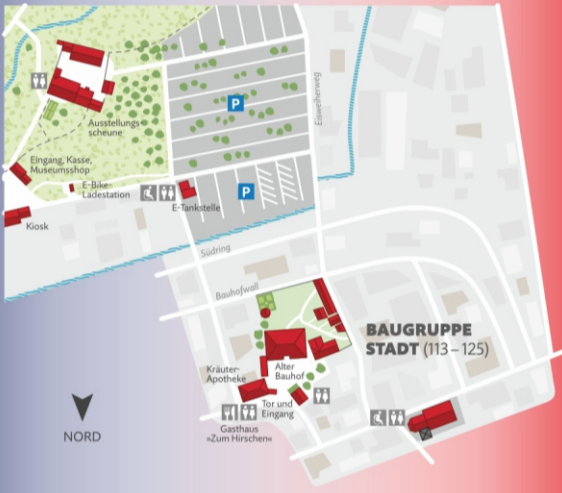 Ausstellungs-
scheune
P
Eisweiherweg
Eingang, Kasse,
Museumsshop
E-Bike-
Ladestation
P
E-Tankstelle
Kiosk
Südring
Bauhofwall
BAUGRUPPE
STADT (113–125)
Kräuter-
Apotheke
Alter
Bauhof
Tor und
Eingang
Gasthaus
»Zum Hirschen«
NORD